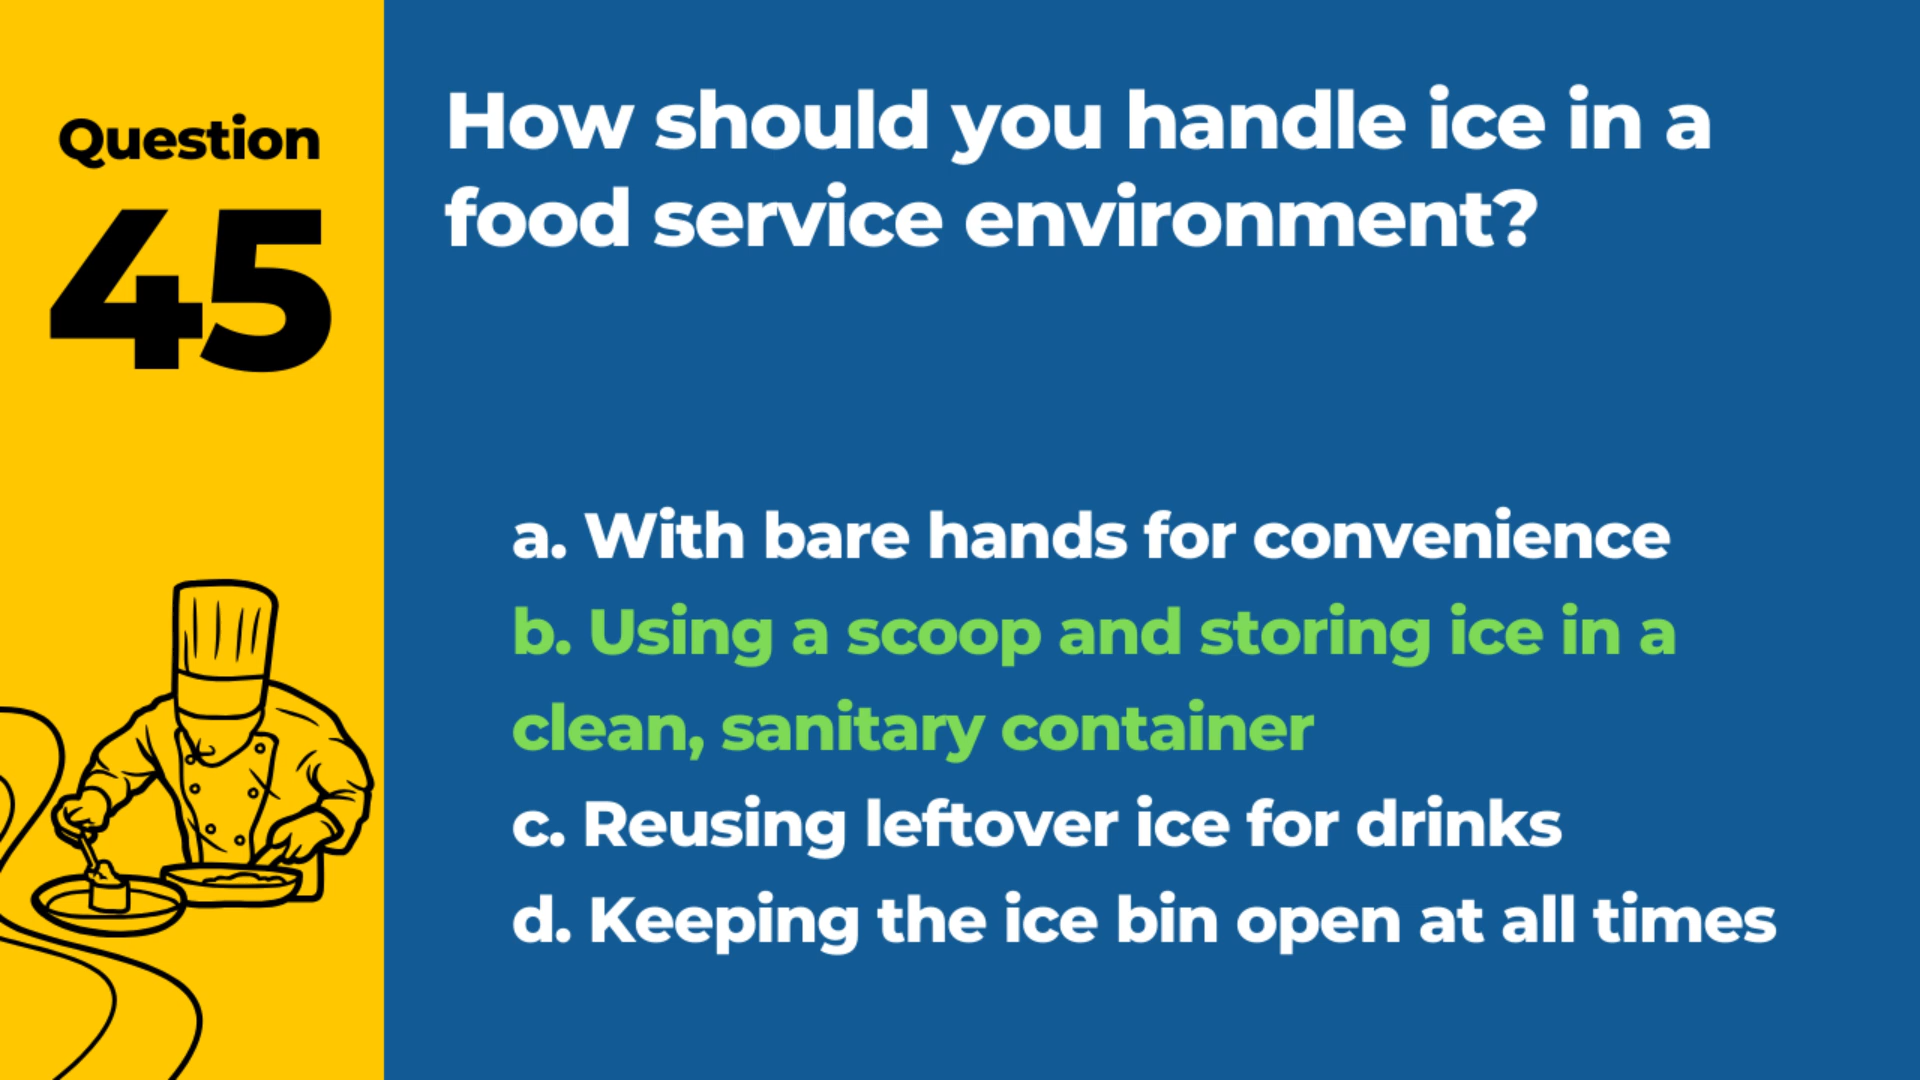 Question
45
How should you handle ice in a
food service environment?
a. With bare hands for convenience
b. Using a scoop and storing ice in a
clean, sanitary container
c. Reusing leftover ice for drinks
d. Keeping the ice bin open at all times